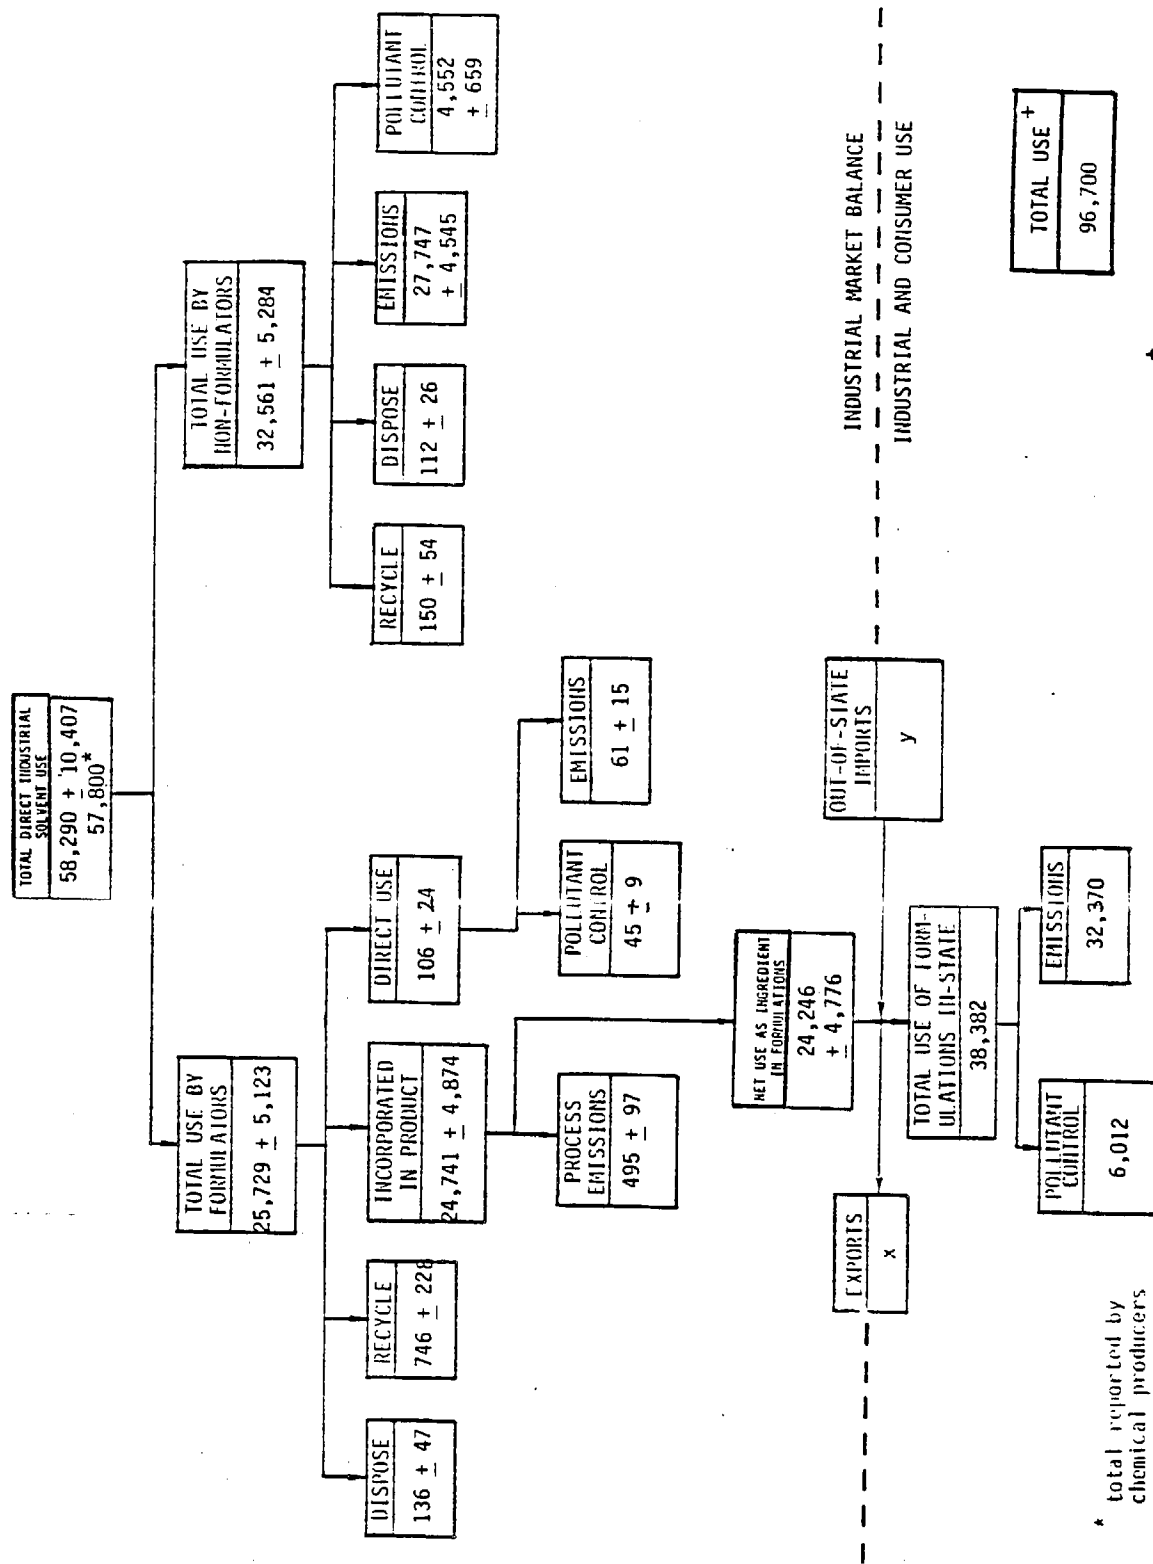 TOTAL DIRECT INDUSTRIAL
SOLVENT USE
58,290 ± 10,407
57,800*
TOTAL USE BY
FORMULATORS
25,729 ± 5,123
TOTAL USE BY
NON-FORMULATORS
32,561 ± 5,284
DISPOSE
136 ± 47
RECYCLE
746 ± 228
INCORPORATED
IN PRODUCT
24,741 ± 4,874
DIRECT USE
106 ± 24
RECYCLE
150 ± 54
DISPOSE
112 ± 26
EMISSIONS
27,747
± 4,545
POLLUTANT
CONTROL
4,552
± 659
PROCESS
EMISSIONS
495 ± 97
POLLUTANT
CONTROL
45 ± 9
EMISSIONS
61 ± 15
NET USE AS INGREDIENT
IN FORMULATIONS
24,246
± 4,776
EXPORTS
x
OUT-OF-STATE
IMPORTS
y
INDUSTRIAL MARKET BALANCE
INDUSTRIAL AND CONSUMER USE
TOTAL USE OF FORM-
ULATIONS IN-STATE
38,382
POLLUTANT
CONTROL
6,012
EMISSIONS
32,370
TOTAL USE +
96,700
* total reported by
chemical producers
+